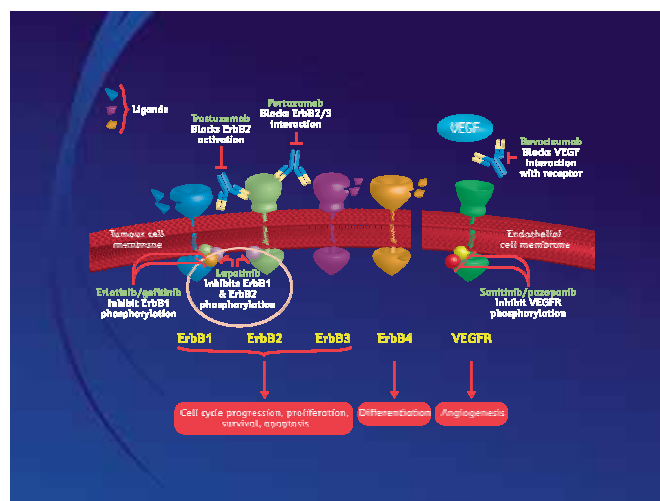 Ligands
Trastuzumab
Blocks ErbB2
activation
Pertuzumab
Blocks ErbB2/3
interaction
VEGF
Bevacizumab
Blocks VEGF
interaction
with receptor
Tumour cell
membrane
Endothelial
cell membrane
Erlotinib/gefitinib
Inhibit ErbB1
phosphorylation
Lapatinib
Inhibits ErbB1
& ErbB2
phosphorylation
Sunitinib/pazopanib
Inhibit VEGFR
phosphorylation
ErbB1
ErbB2
ErbB3
ErbB4
VEGFR
Cell cycle progression, proliferation,
survival, apoptosis
Differentiation
Angiogenesis